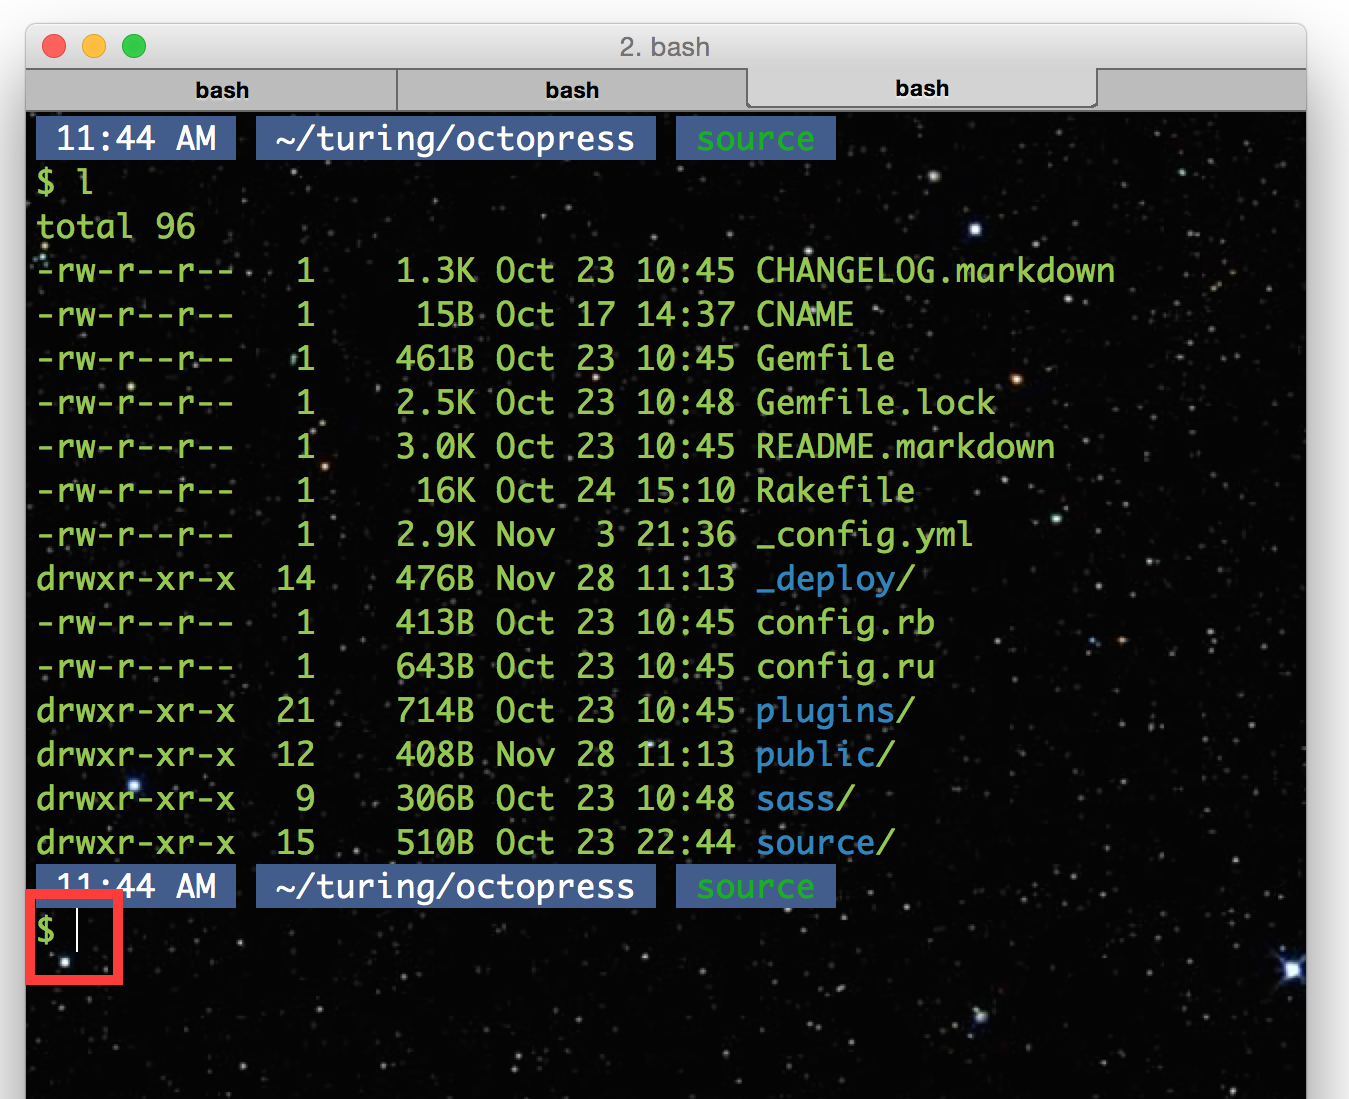 2. bash
bash bash bash
11:44 AM ~/turing/octopress source
$ l
total 96
-rw-r--r-- 1 1.3K Oct 23 10:45 CHANGELOG.markdown
-rw-r--r-- 1 15B Oct 17 14:37 CNAME
-rw-r--r-- 1 461B Oct 23 10:45 Gemfile
-rw-r--r-- 1 2.5K Oct 23 10:48 Gemfile.lock
-rw-r--r-- 1 3.0K Oct 23 10:45 README.markdown
-rw-r--r-- 1 16K Oct 24 15:10 Rakefile
-rw-r--r-- 1 2.9K Nov 3 21:36 _config.yml
drwxr-xr-x 14 476B Nov 28 11:13 _deploy/
-rw-r--r-- 1 413B Oct 23 10:45 config.rb
-rw-r--r-- 1 643B Oct 23 10:45 config.ru
drwxr-xr-x 21 714B Oct 23 10:45 plugins/
drwxr-xr-x 12 408B Nov 28 11:13 public/
drwxr-xr-x 9 306B Oct 23 10:48 sass/
drwxr-xr-x 15 510B Oct 23 22:44 source/
11:44 AM ~/turing/octopress source
$